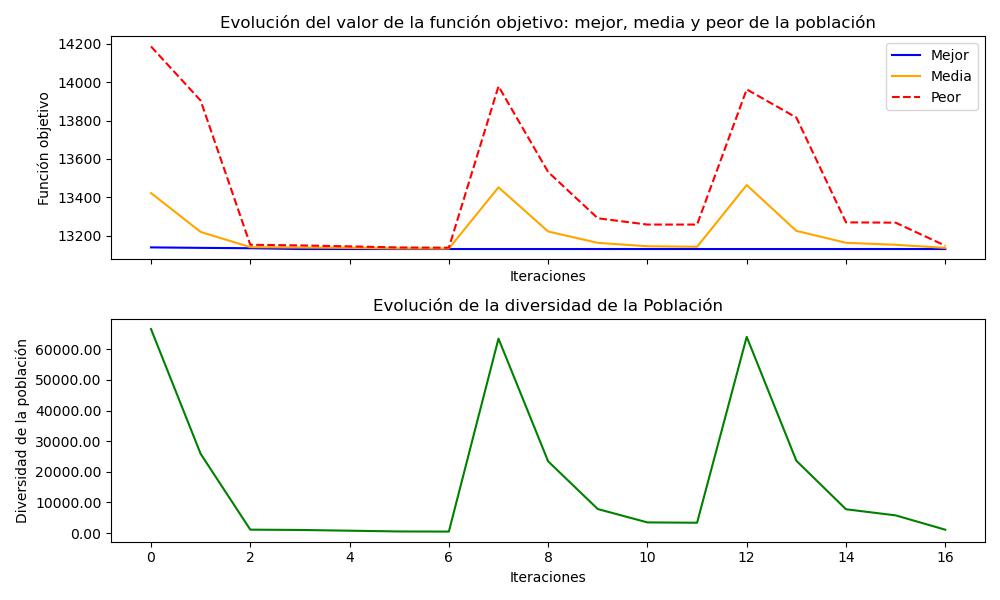 Evolución del valor de la función objetivo: mejor, media y peor de la población
14200
14000
13800
13600
13400
13200
Función objetivo
Mejor
Media
Peor
Iteraciones
Evolución de la diversidad de la Población
60000.00
50000.00
40000.00
30000.00
20000.00
10000.00
0.00
Diversidad de la población
0 2 4 6 8 10 12 14 16
Iteraciones